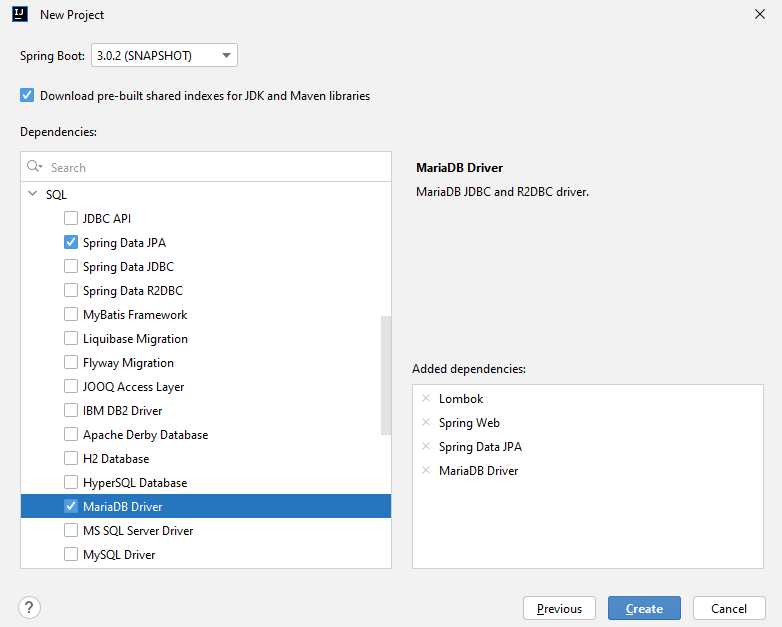 IJ New Project
Spring Boot: 3.0.2 (SNAPSHOT)
Download pre-built shared indexes for JDK and Maven libraries
Dependencies:
Search
SQL
JDBC API
Spring Data JPA
Spring Data JDBC
Spring Data R2DBC
MyBatis Framework
Liquibase Migration
Flyway Migration
JOOQ Access Layer
IBM DB2 Driver
Apache Derby Database
H2 Database
HyperSQL Database
MariaDB Driver
MS SQL Server Driver
MySQL Driver
MariaDB Driver
MariaDB JDBC and R2DBC driver.
Added dependencies:
Lombok
Spring Web
Spring Data JPA
MariaDB Driver
? Previous Create Cancel